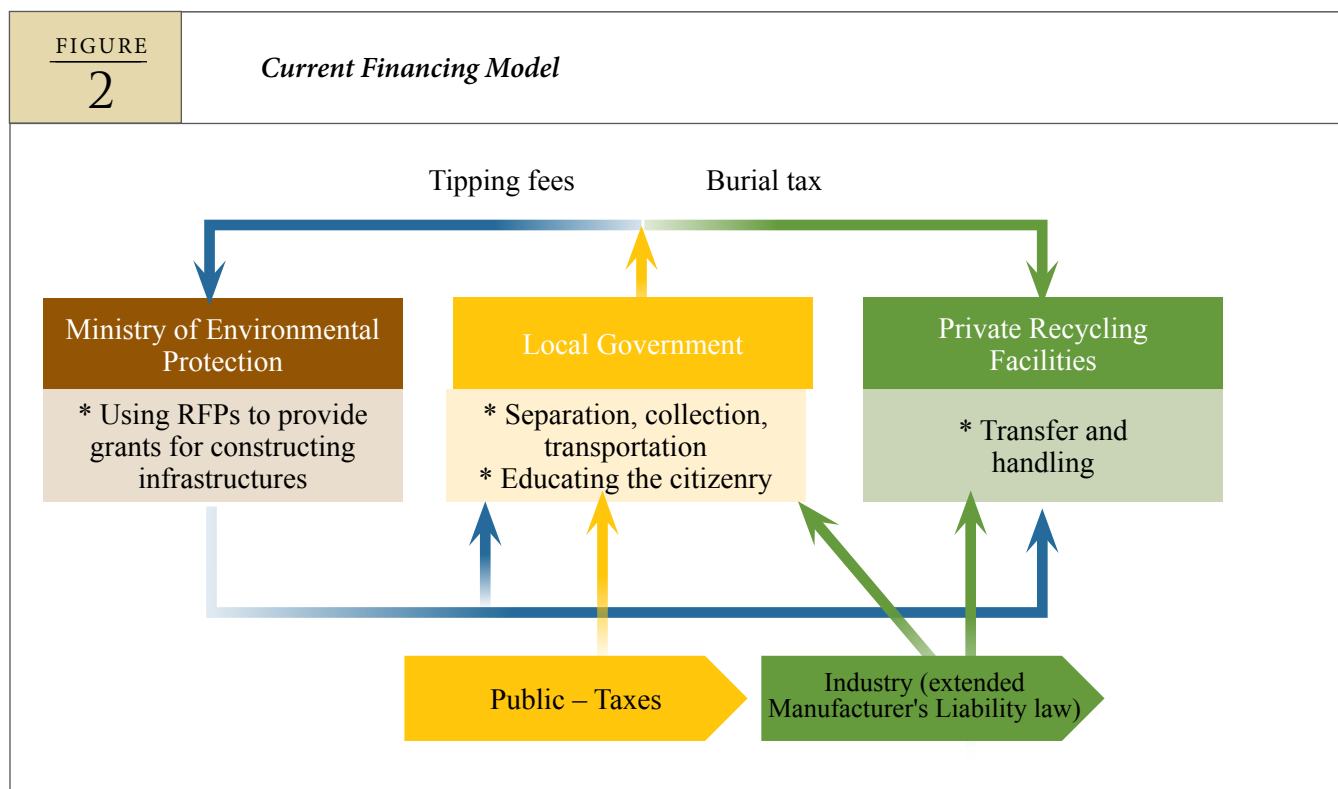 FIGURE
2
Current Financing Model
Tipping fees
Burial tax
Ministry of Environmental
Protection
* Using RFPs to provide
grants for constructing
infrastructures
Local Government
* Separation, collection,
transportation
* Educating the citizenry
Private Recycling
Facilities
* Transfer and
handling
Public – Taxes
Industry (extended
Manufacturer's Liability law)